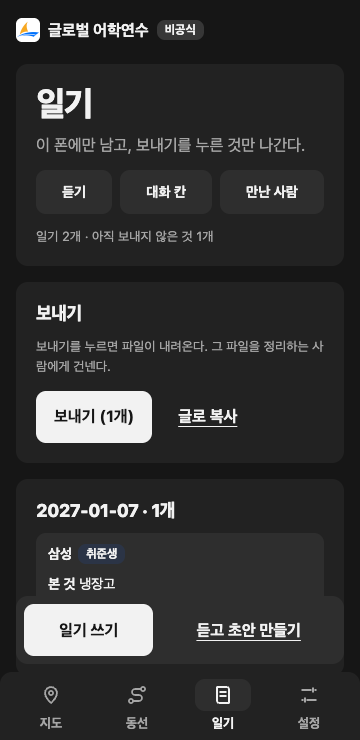 글로벌 어학연수 비공식
일기
이 폰에만 남고, 보내기를 누른 것만 나간다.
듣기 대화 칸 만난 사람
일기 2개 · 아직 보내지 않은 것 1개
보내기
보내기를 누르면 파일이 내려온다. 그 파일을 정리하는 사
람에게 건넨다.
보내기 (1개) 글로 복사
2027-01-07 · 1개
삼성 취준생
본 것 냉장고
일기 쓰기 듣고 초안 만들기
지도 동선 일기 설정